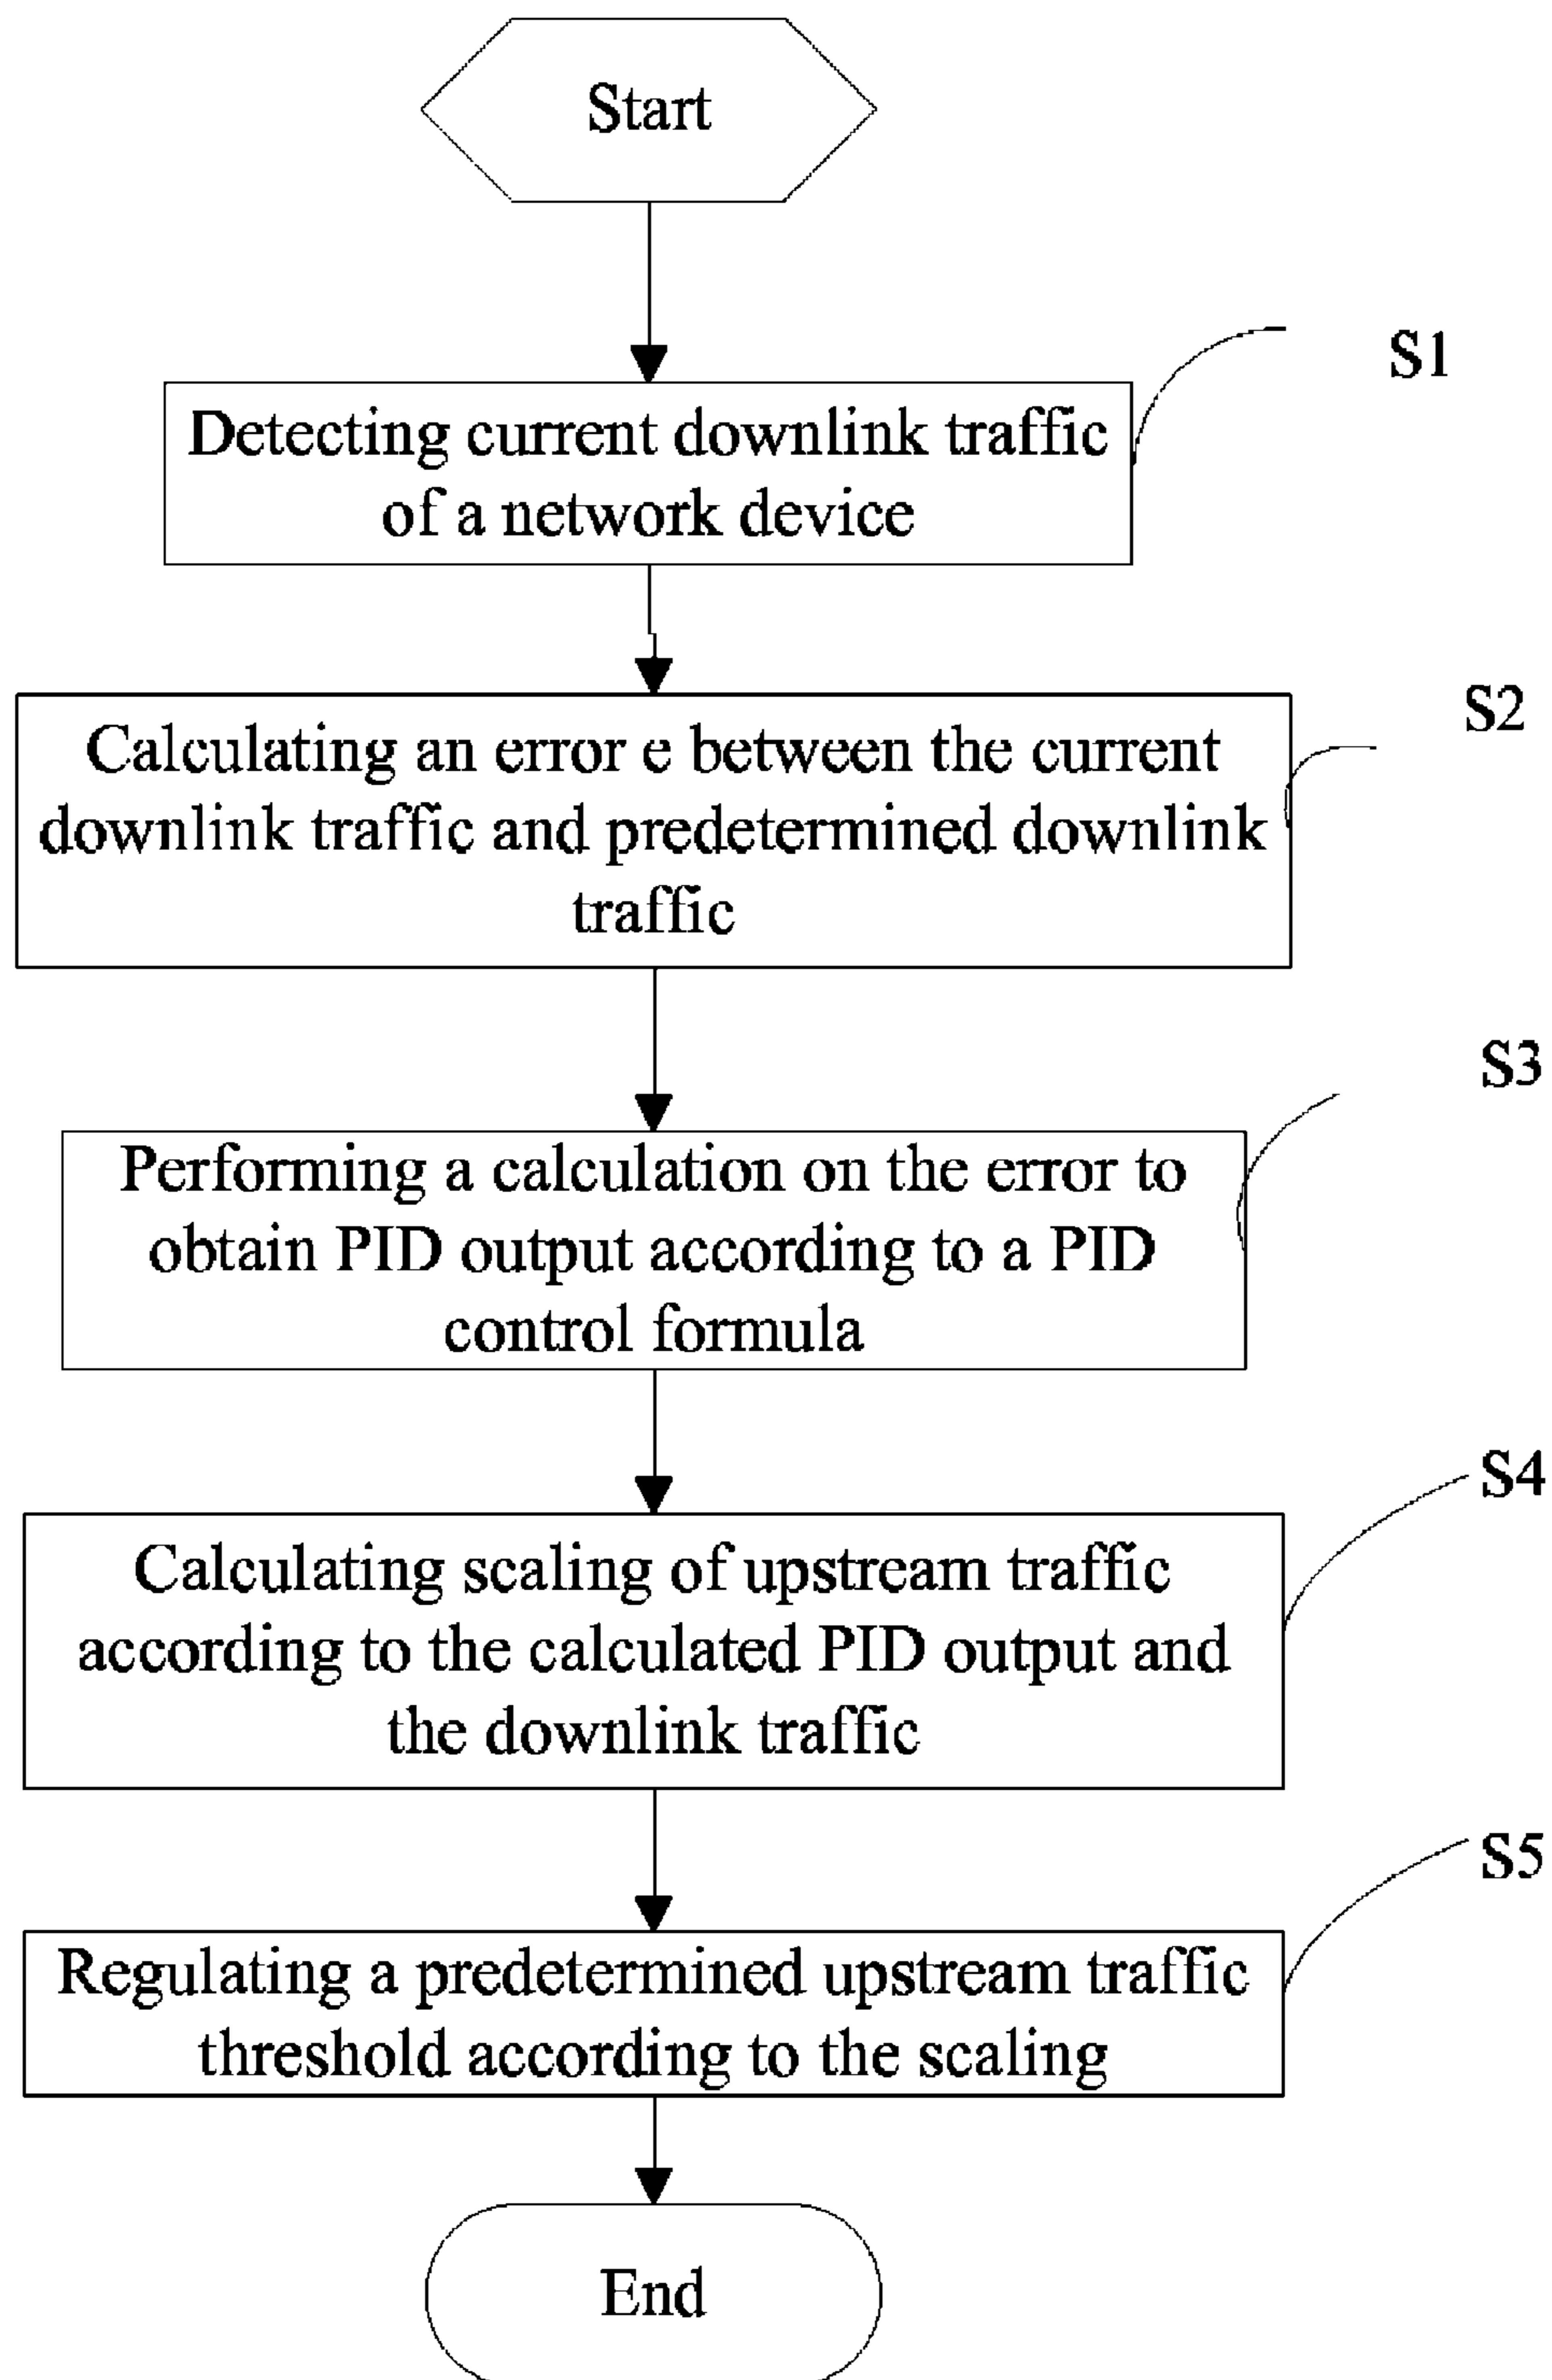 Start
S1
Detecting current downlink traffic
of a network device
S2
Calculating an error e between the current
downlink traffic and predetermined downlink
traffic
S3
Performing a calculation on the error to
obtain PID output according to a PID
control formula
S4
Calculating scaling of upstream traffic
according to the calculated PID output and
the downlink traffic
S5
Regulating a predetermined upstream traffic
threshold according to the scaling
End